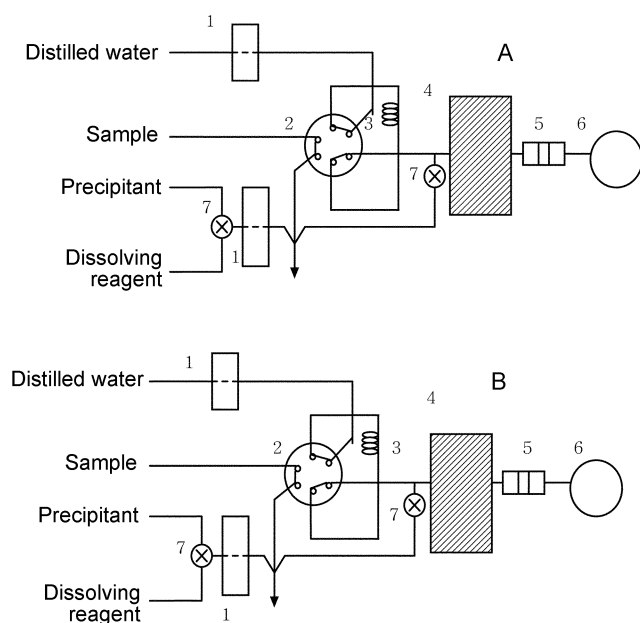 1
Distilled water
A
4
Sample
2
3
5
6
Precipitant
7
7
Dissolving
reagent
1
1
Distilled water
B
4
Sample
2
3
5
6
Precipitant
7
7
Dissolving
reagent
1